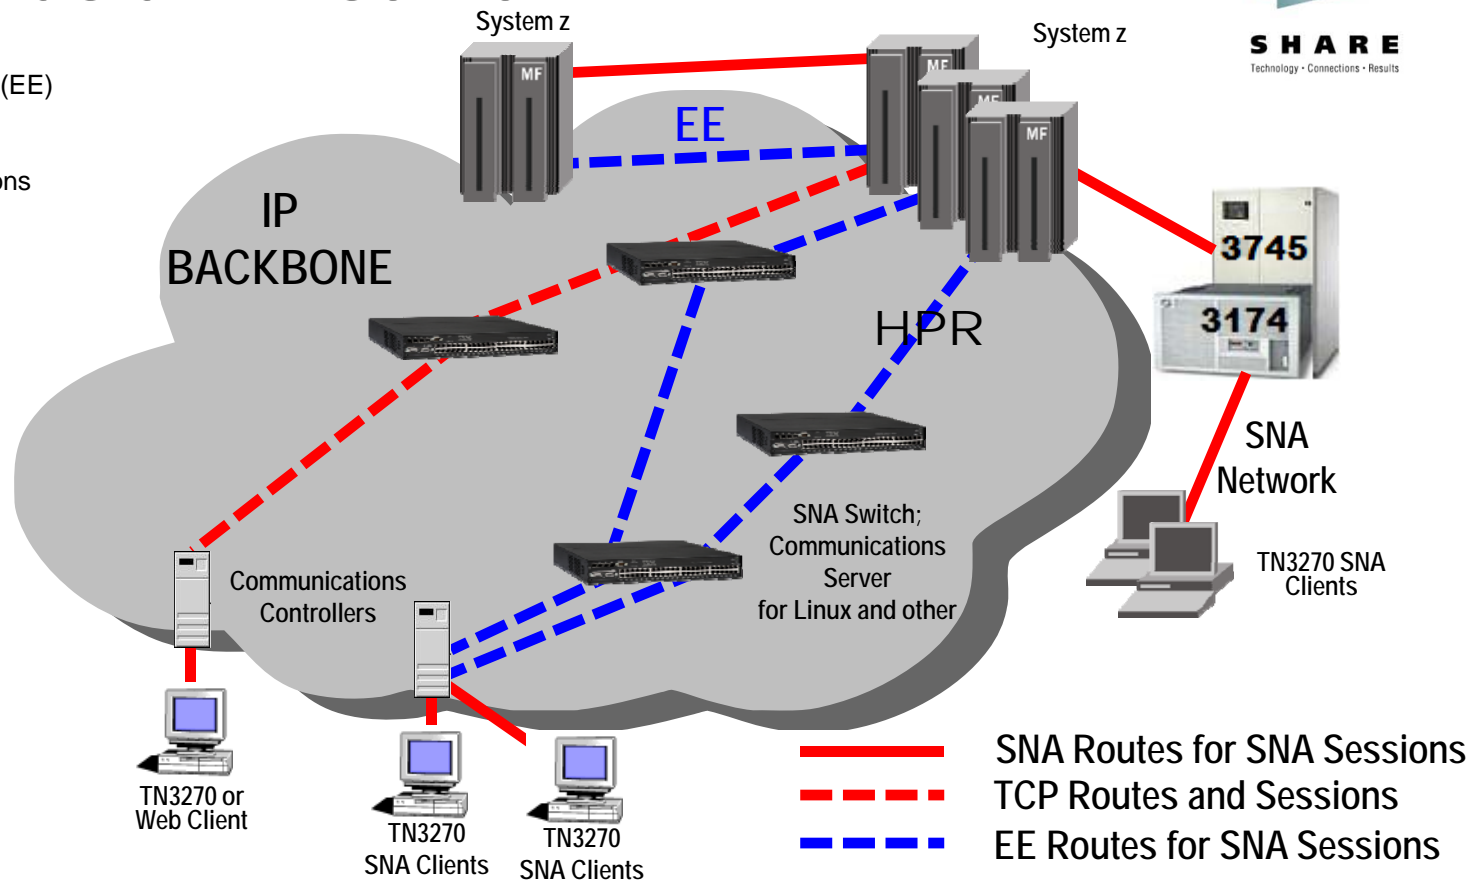 System z
System z
SHARE
Technology · Connections · Results
(EE)
ons
MF
MF
MF
MF
EE
IP
BACKBONE
3745
3174
HPR
SNA
Network
SNA Switch;
Communications
Server
for Linux and other
TN3270 SNA
Clients
Communications
Controllers
TN3270 or
Web Client
TN3270
SNA Clients
TN3270
SNA Clients
SNA Routes for SNA Sessions
TCP Routes and Sessions
EE Routes for SNA Sessions